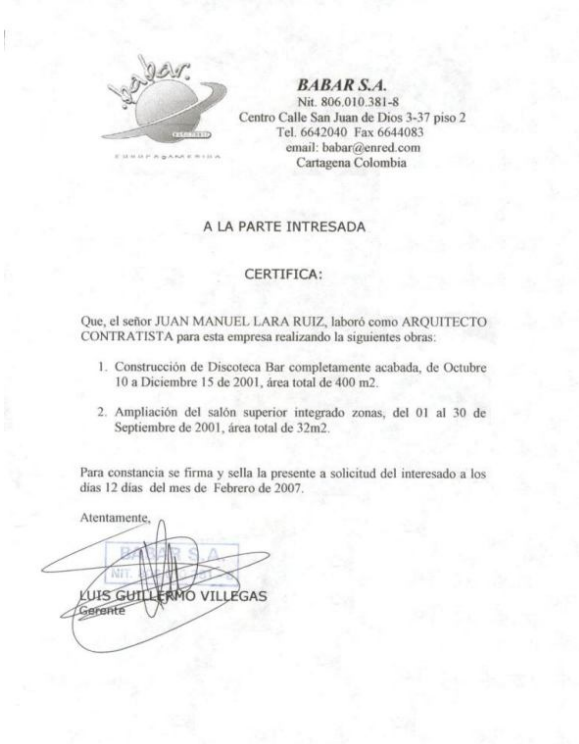 babar
EUROPA&AMERICA
BABAR S.A.
Nit. 806.010.381-8
Centro Calle San Juan de Dios 3-37 piso 2
Tel. 6642040 Fax 6644083
email: babar@enred.com
Cartagena Colombia
A LA PARTE INTRESADA
CERTIFICA:
Que, el señor JUAN MANUEL LARA RUIZ, laboró como ARQUITECTO
CONTRATISTA para esta empresa realizando la siguientes obras:
1. Construcción de Discoteca Bar completamente acabada, de Octubre
10 a Diciembre 15 de 2001, área total de 400 m2.
2. Ampliación del salón superior integrado zonas, del 01 al 30 de
Septiembre de 2001, área total de 32m2.
Para constancia se firma y sella la presente a solicitud del interesado a los
días 12 días del mes de Febrero de 2007.
Atentamente,
BABAR S.A.
NIT.
LUIS GUILLERMO VILLEGAS
Gerente